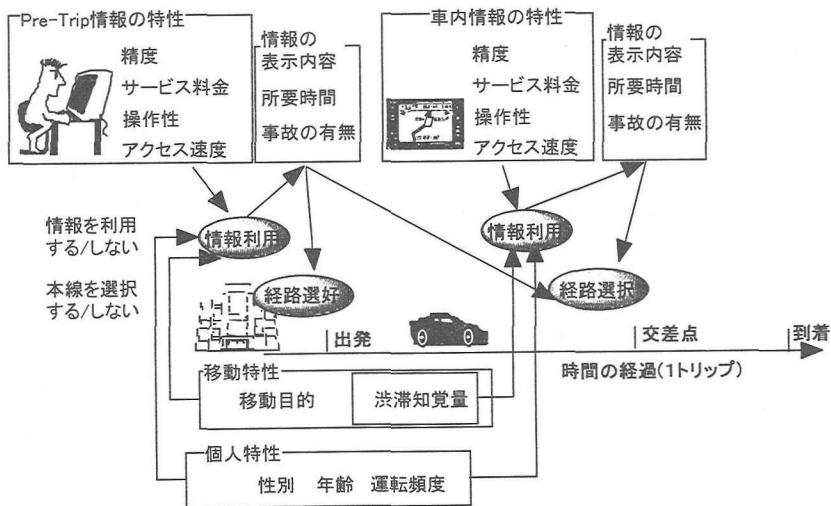 Pre-Trip情報の特性
精度
サービス料金
操作性
アクセス速度
情報の
表示内容
所要時間
事故の有無
車内情報の特性
精度
サービス料金
操作性
アクセス速度
情報の
表示内容
所要時間
事故の有無
情報を利用
する/しない
情報利用
情報利用
本線を選択
する/しない
経路選好
経路選択
出発
交差点
到着
時間の経過(1トリップ)
移動特性
移動目的
渋滞知覚量
個人特性
性別 年齢 運転頻度